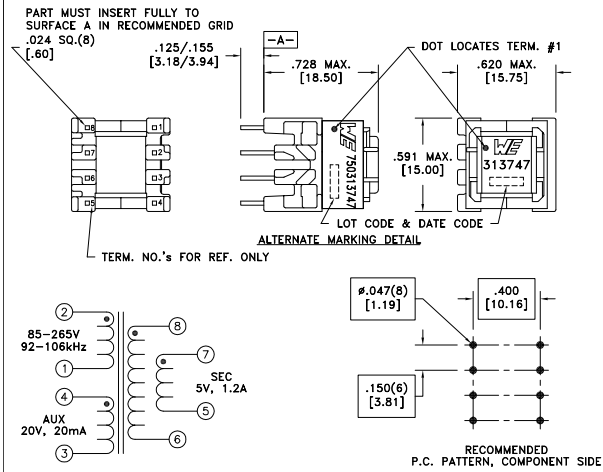 PART MUST INSERT FULLY TO
SURFACE A IN RECOMMENDED GRID
.024 SQ.(8)
[.60]
.125/.155
[3.18/3.94]
-A-
.728 MAX.
[18.50]
DOT LOCATES TERM. #1
.620 MAX.
[15.75]
8
1
7
2
6
3
5
4
WE 750313747
.591 MAX.
[15.00]
WE
313747
LOT CODE & DATE CODE
ALTERNATE MARKING DETAIL
TERM. NO.'s FOR REF. ONLY
2
85-265V
92-106kHz
1
4
AUX
20V, 20mA
3
8
7
SEC
5V, 1.2A
5
6
ø.047(8)
[1.19]
.400
[10.16]
.150(6)
[3.81]
RECOMMENDED
P.C. PATTERN, COMPONENT SIDE